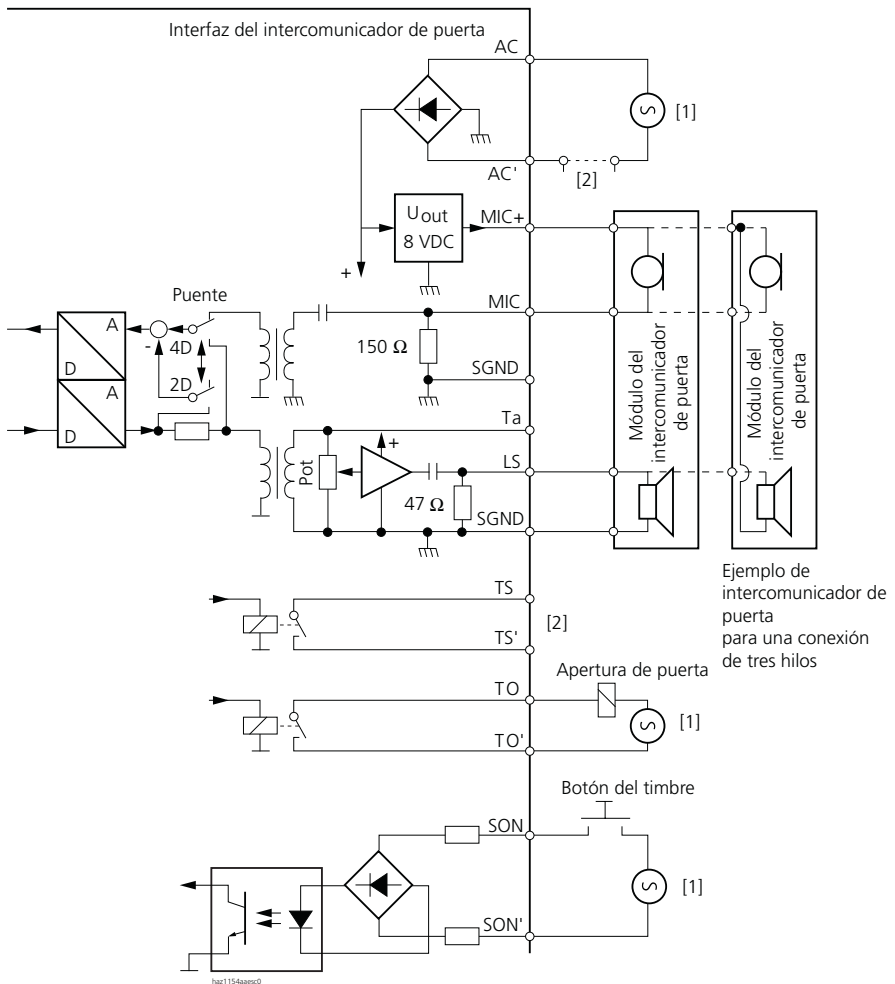 Interfaz del intercomunicador de puerta
AC
[1]
AC'
[2]
Uout
8 VDC
MIC+
+
Puente
MIC
A
4D
-
D
150 Ω
SGND
2D
A
D
Ta
Pot
+
LS
47 Ω
SGND
Módulo del
intercomunicador
de puerta
Módulo del
intercomunicador
de puerta
Ejemplo de
intercomunicador de
puerta
para una conexión
de tres hilos
TS
[2]
TS'
Apertura de puerta
TO
[1]
TO'
Botón del timbre
SON
[1]
SON'
haz1154aaesc0